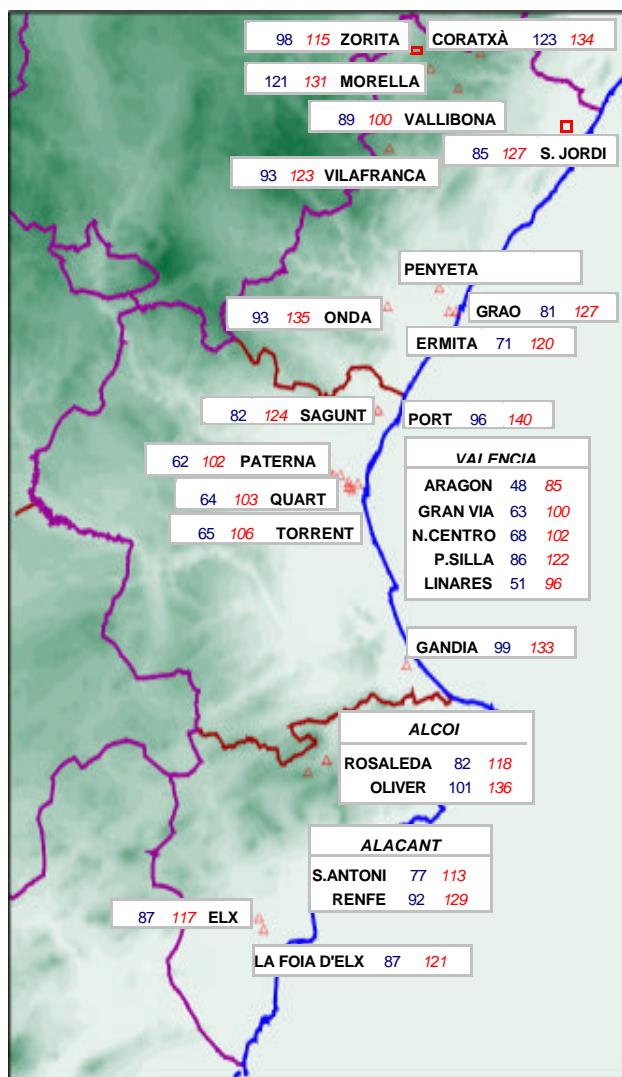 98 115 ZORITA
CORATXÀ 123 134
121 131 MORELLA
89 100 VALLIBONA
85 127 S. JORDI
93 123 VILAFRANCA
PENYETA
93 135 ONDA
GRAO 81 127
ERMITA 71 120
82 124 SAGUNT
PORT 96 140
62 102 PATERNA
64 103 QUART
65 106 TORRENT
VALENCIA
ARAGON 48 85
GRAN VIA 63 100
N.CENTRO 68 102
P.SILLA 86 122
LINARES 51 96
GANDIA 99 133
ALCOI
ROSALEDA 82 118
OLIVER 101 136
ALACANT
S.ANTONI 77 113
RENFE 92 129
87 117 ELX
LA FOIA D'ELX 87 121